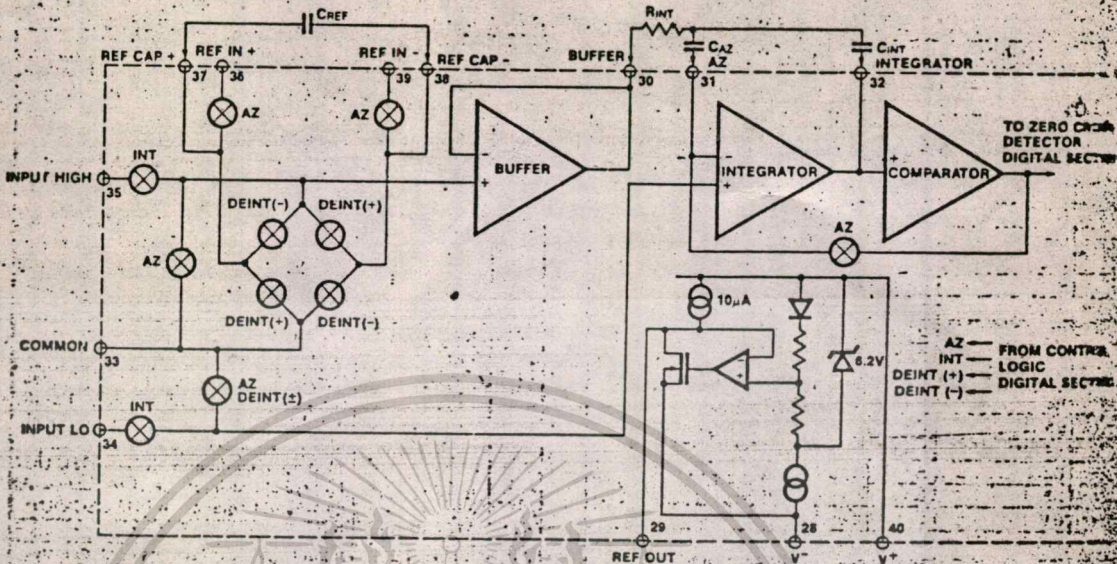 CREF
RINT
REF CAP +
REF IN +
REF IN -
REF CAP -
BUFFER
CAZ
AZ
CINT
INTEGRATOR
37
36
39
38
30
31
32
AZ
AZ
INT
INPUT HIGH
35
-
+
BUFFER
-
-
+
INTEGRATOR
+
COMPARATOR
TO ZERO
DETECTOR
DIGITAL
DEINT(-)
DEINT(+)
AZ
AZ
DEINT(+)
DEINT(-)
10µA
6.2V
COMMON
33
AZ
DEINT(±)
AZ
INT
DEINT (+)
DEINT (-)
FROM CONTROL
LOGIC
DIGITAL
INT
INPUT LO
34
29
28
40
REF OUT
V-
V+